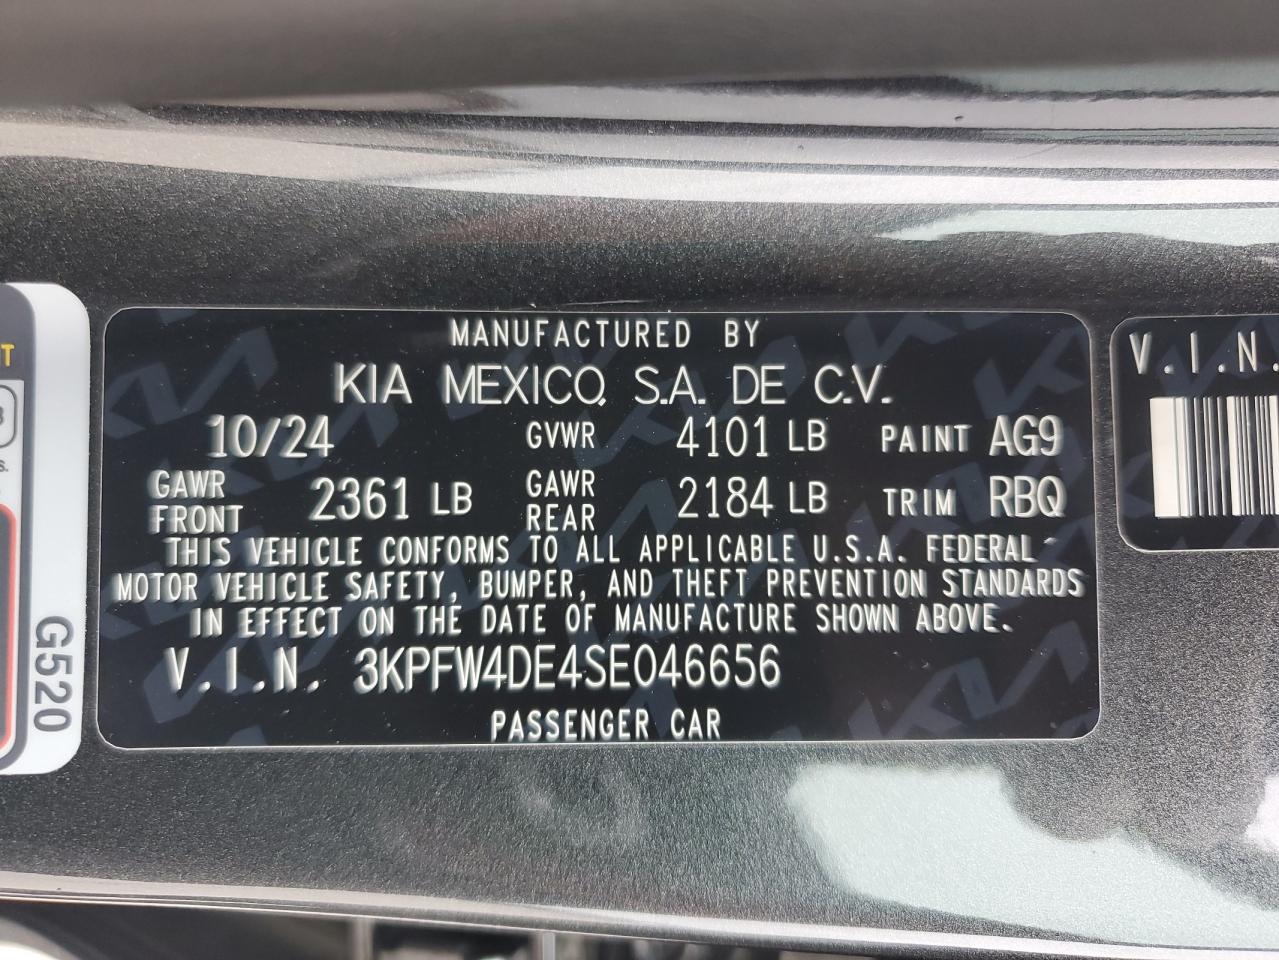 MANUFACTURED BY
KIA MEXICO, S.A. DE C.V.
10/24 GVWR 4101 LB PAINT AG9
GAWR FRONT 2361 LB GAWR REAR 2184 LB TRIM RBQ
THIS VEHICLE CONFORMS TO ALL APPLICABLE U.S.A. FEDERAL
MOTOR VEHICLE SAFETY, BUMPER, AND THEFT PREVENTION STANDARDS
IN EFFECT ON THE DATE OF MANUFACTURE SHOWN ABOVE.
V.I.N. 3KPFW4DE4SE046656
PASSENGER CAR
V.I.N.
G520